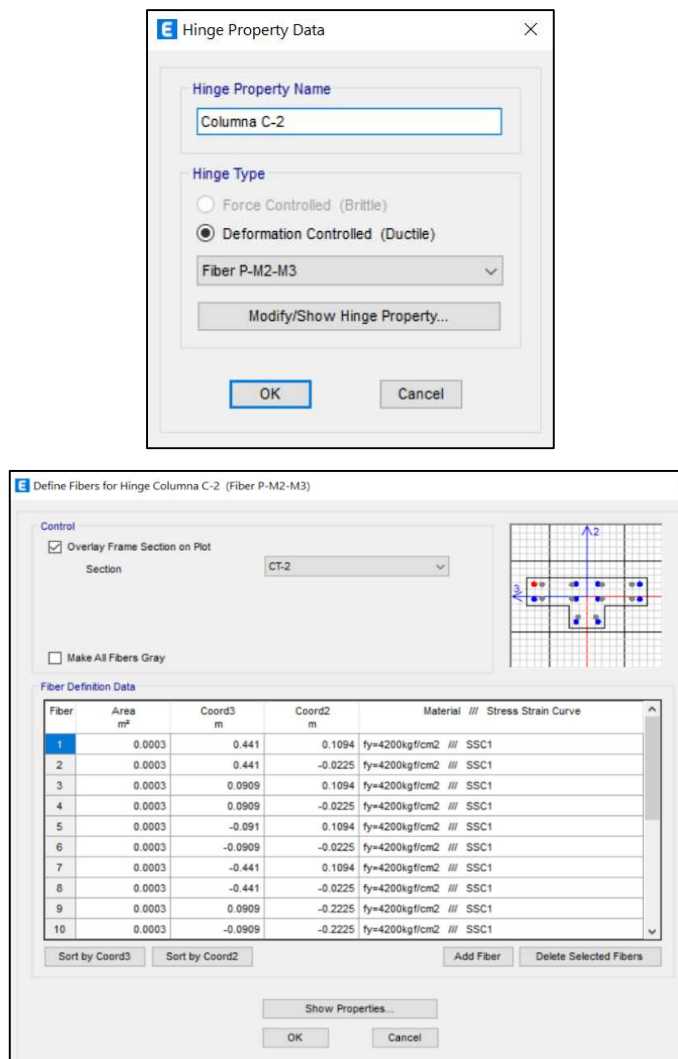 Hinge Property Data
Hinge Property Name
Columna C-2
Hinge Type
Force Controlled (Brittle)
Deformation Controlled (Ductile)
Fiber P-M2-M3
Modify/Show Hinge Property...
OK Cancel
Define Fibers for Hinge Columna C-2 (Fiber P-M2-M3)
Control
Overlay Frame Section on Plot
Section CT-2
Make All Fibers Gray
2
3
Fiber Definition Data
Fiber Area Coord3 Coord2 Material /// Stress Strain Curve
m² m m
1 0.0003 0.441 0.1094 fy=4200kgf/cm2 /// SSC1
2 0.0003 0.441 -0.0225 fy=4200kgf/cm2 /// SSC1
3 0.0003 0.0909 0.1094 fy=4200kgf/cm2 /// SSC1
4 0.0003 0.0909 -0.0225 fy=4200kgf/cm2 /// SSC1
5 0.0003 -0.091 0.1094 fy=4200kgf/cm2 /// SSC1
6 0.0003 -0.0909 -0.0225 fy=4200kgf/cm2 /// SSC1
7 0.0003 -0.441 0.1094 fy=4200kgf/cm2 /// SSC1
8 0.0003 -0.441 -0.0225 fy=4200kgf/cm2 /// SSC1
9 0.0003 0.0909 -0.2225 fy=4200kgf/cm2 /// SSC1
10 0.0003 -0.0909 -0.2225 fy=4200kgf/cm2 /// SSC1
Sort by Coord3 Sort by Coord2 Add Fiber Delete Selected Fibers
Show Properties...
OK Cancel